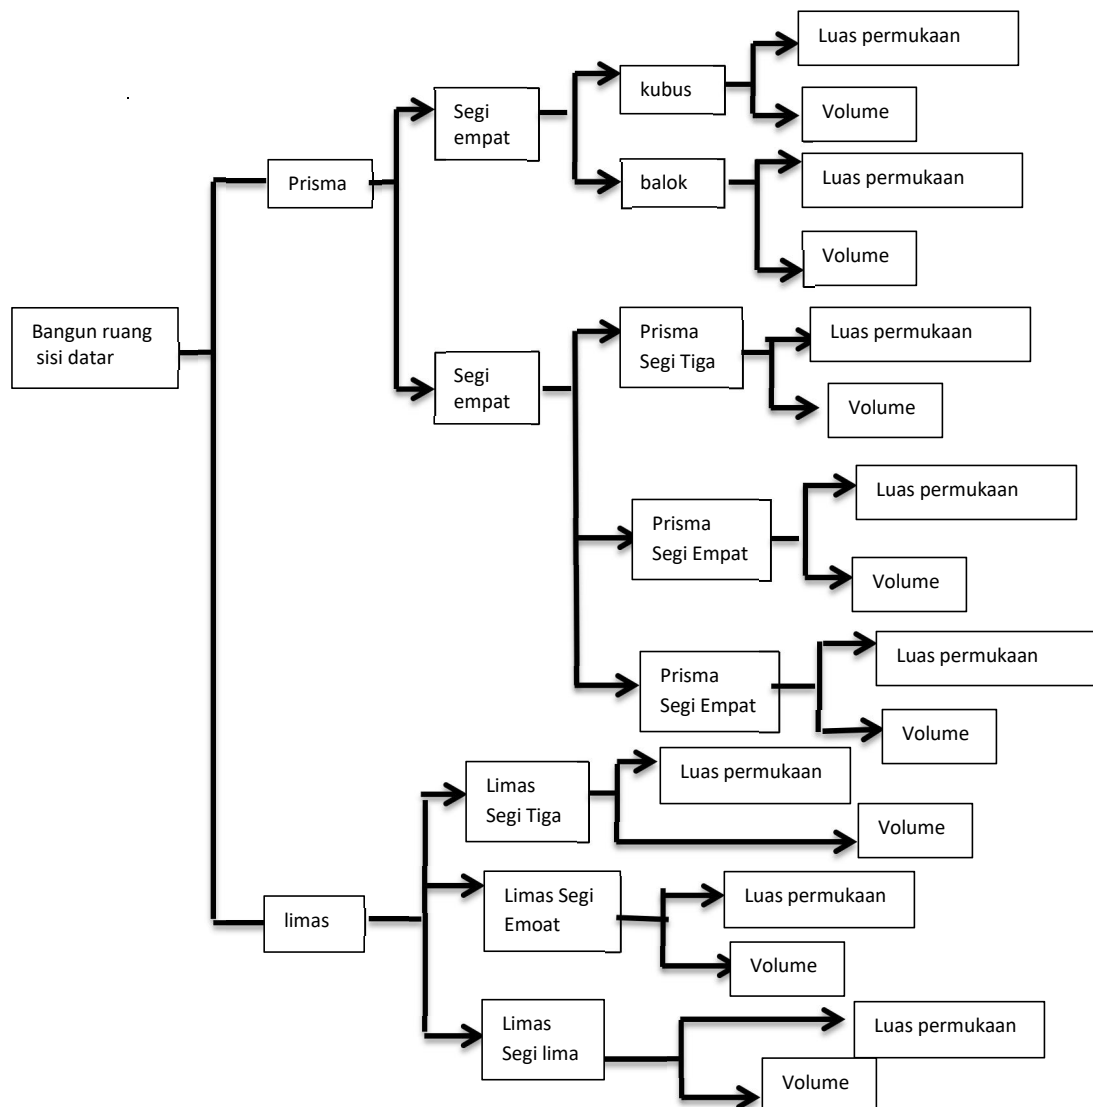 Luas permukaan
kubus
Segi
empat
Volume
Prisma
balok
Luas permukaan
Volume
Bangun ruang
sisi datar
Prisma
Segi Tiga
Luas permukaan
Segi
empat
Volume
Luas permukaan
Prisma
Segi Empat
Volume
Luas permukaan
Prisma
Segi Empat
Volume
Limas
Segi Tiga
Luas permukaan
Volume
limas
Limas Segi
Emoat
Luas permukaan
Volume
Limas
Segi lima
Luas permukaan
Volume